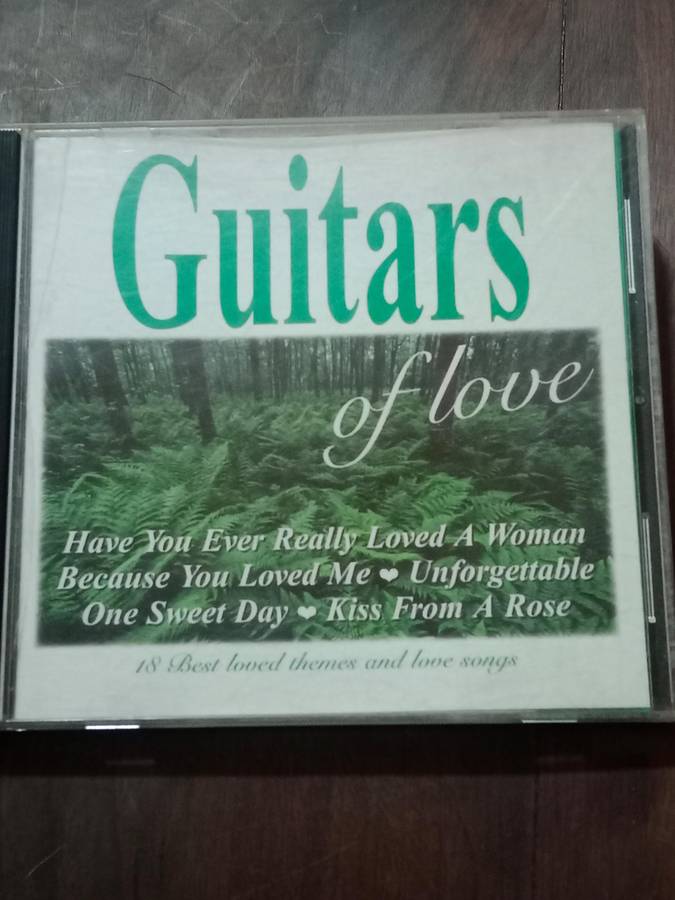 Guitars
of love
Have You Ever Really Loved A Woman
Because You Loved Me ❤ Unforgettable
One Sweet Day ❤ Kiss From A Rose
18 Best loved themes and love songs